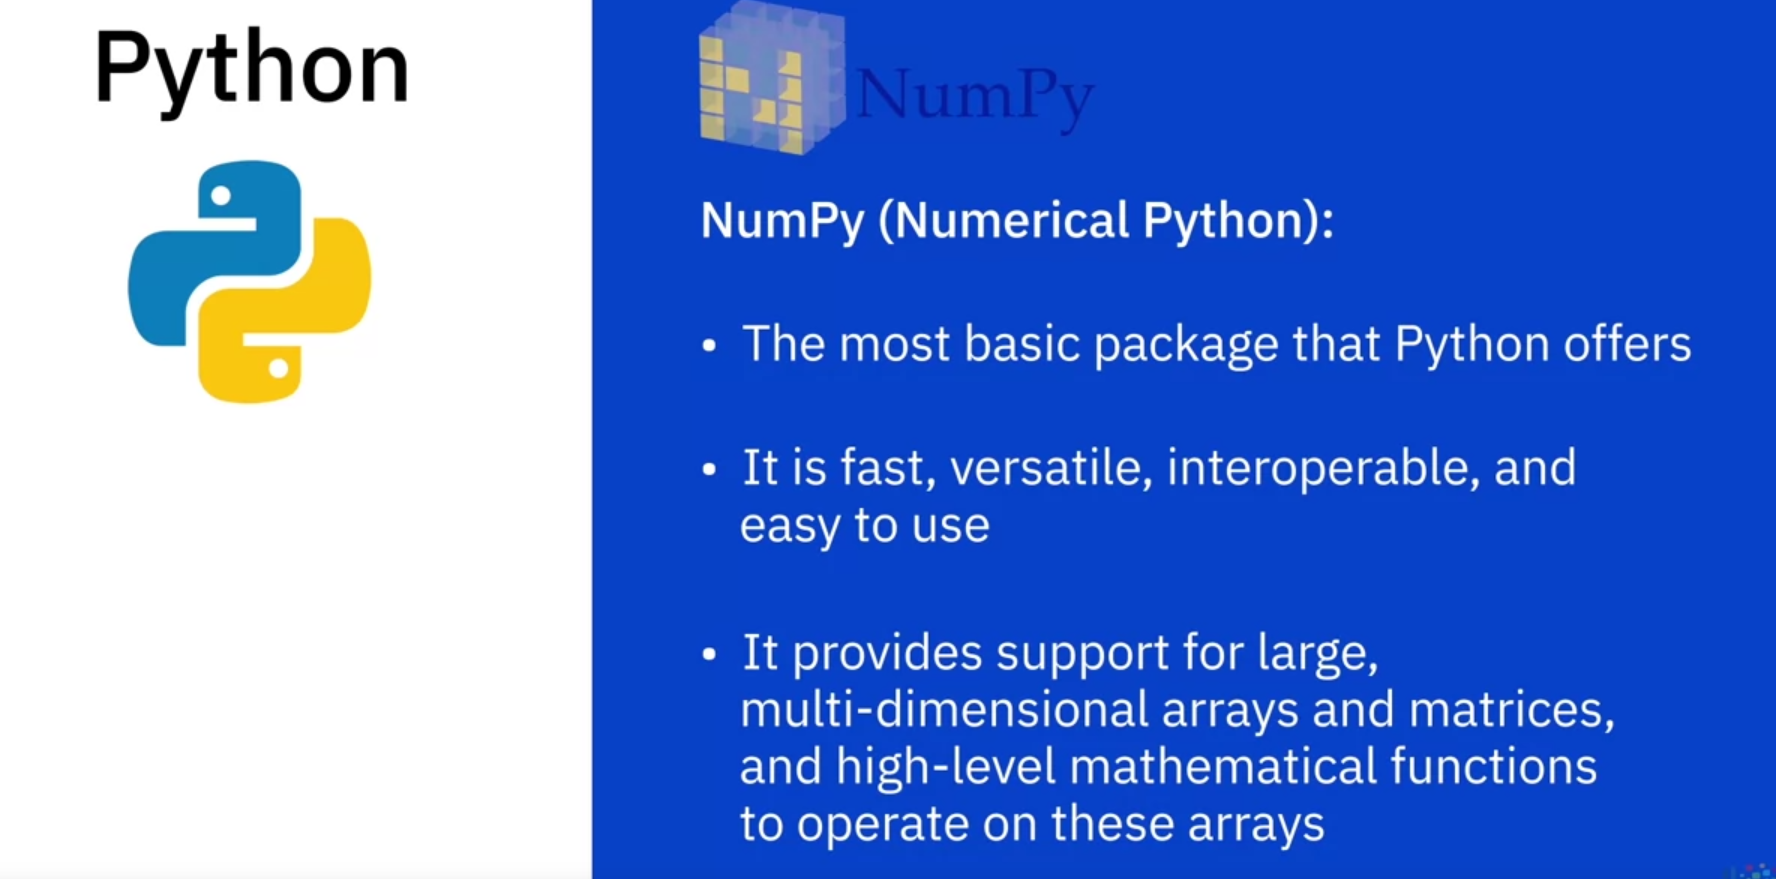 Python
NumPy
NumPy (Numerical Python):
• The most basic package that Python offers
• It is fast, versatile, interoperable, and
easy to use
• It provides support for large,
multi-dimensional arrays and matrices,
and high-level mathematical functions
to operate on these arrays